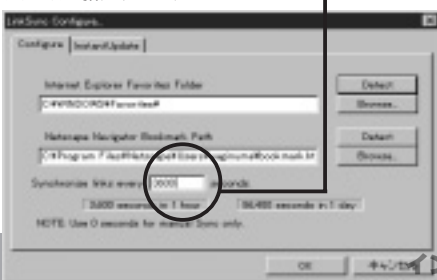 LinkSync Configure..
Configure InstantUpdate
Internet Explorer Favorites Folder
Detect
C:¥WINDOWS¥Favorites¥
Browse..
Netscape Navigator Bookmark Path
Detect
Browse..
Synchronize links every 3600 seconds
3,600 seconds in 1 hour 86,400 seconds in 1 day
NOTE: Use 0 seconds for manual Sync only.
OK キャンセル